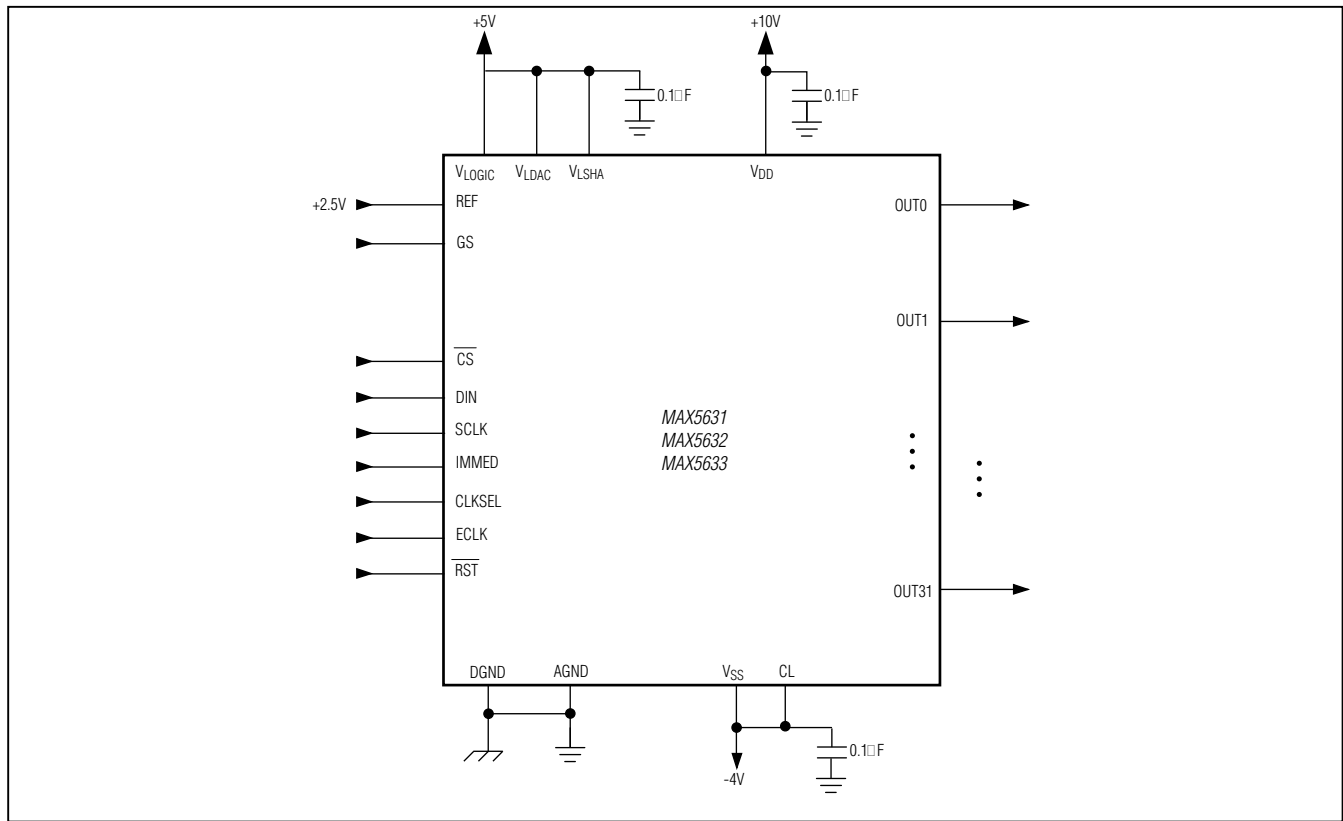 +5V
+10V
0.1□F
0.1□F
VLOGIC
VLDAC
VLSHA
VDD
+2.5V
REF
OUT0
GS
OUT1
CS
DIN
SCLK
IMMED
CLKSEL
ECLK
RST
MAX5631
MAX5632
MAX5633
OUT31
DGND
AGND
VSS
CL
0.1□F
-4V